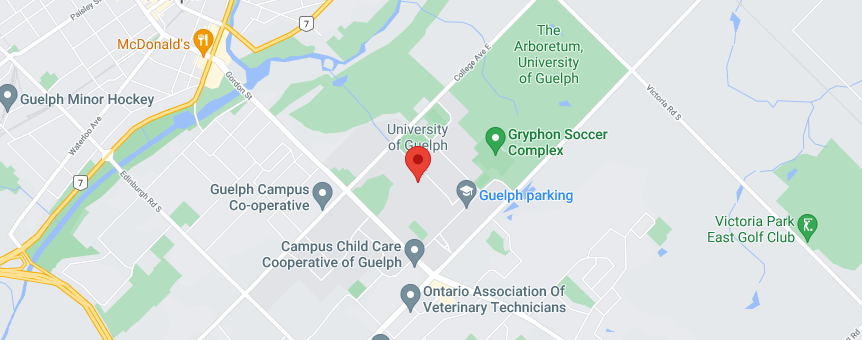 Paisley St
7
McDonald's
The
Arboretum,
University
of Guelph
College Ave E
Gordon St
Victoria Rd S
Guelph Minor Hockey
Waterloo Ave
University
of Guelph
Gryphon Soccer
Complex
7
Edinburgh Rd S
Guelph Campus
Co-operative
Guelph parking
Victoria Park
East Golf Club
Campus Child Care
Cooperative of Guelph
Ontario Association Of
Veterinary Technicians